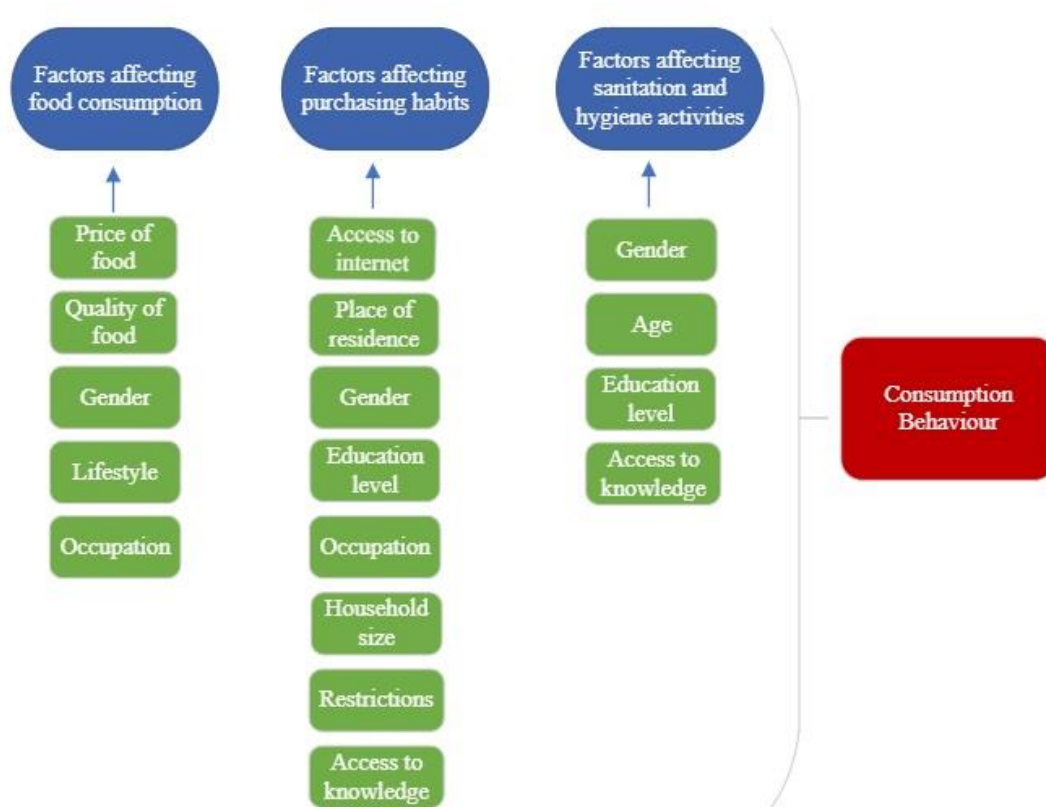 Factors affecting
food consumption
Price of
food
Quality of
food
Gender
Lifestyle
Occupation
Factors affecting
purchasing habits
Access to
internet
Place of
residence
Gender
Education
level
Occupation
Household
size
Restrictions
Access to
knowledge
Factors affecting
sanitation and
hygiene activities
Gender
Age
Education
level
Access to
knowledge
Consumption
Behaviour